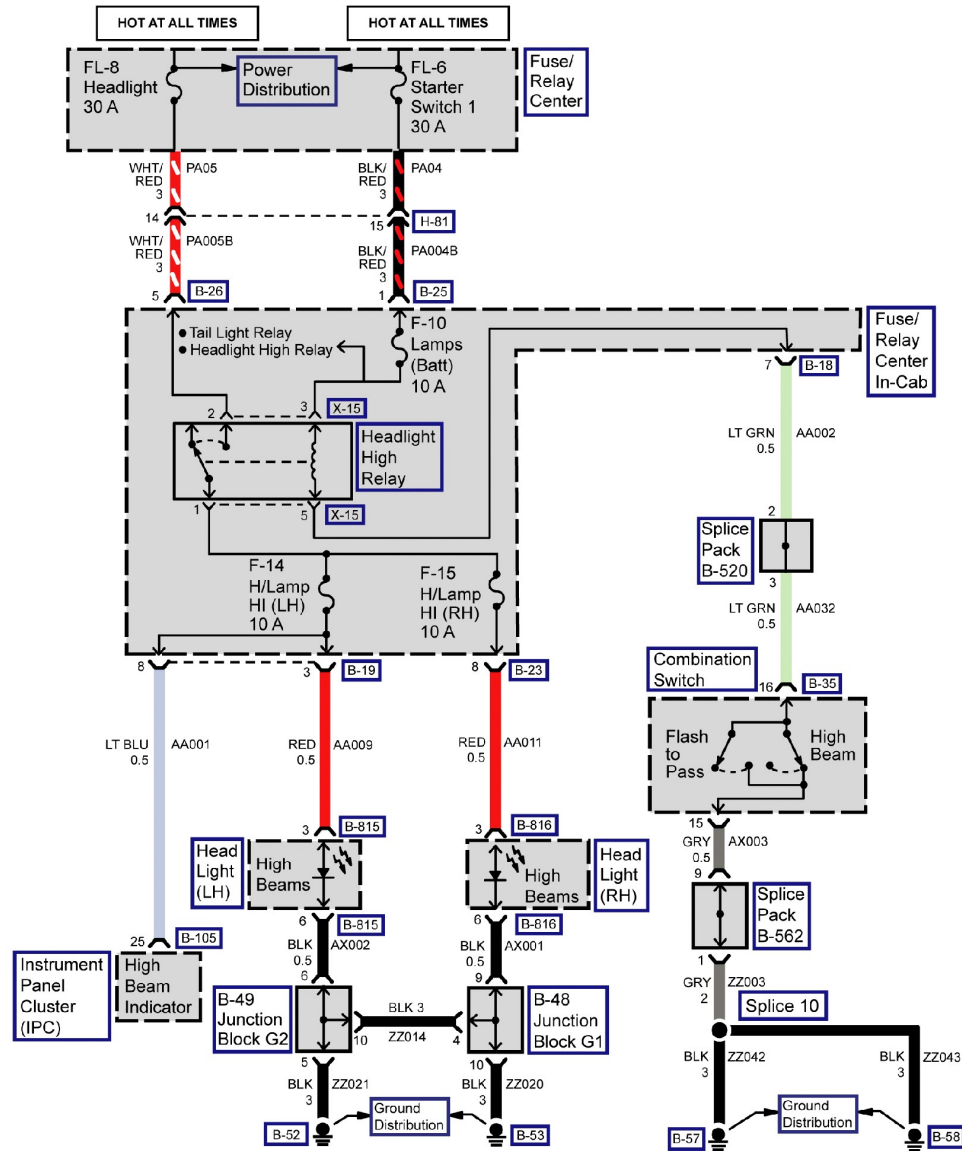 HOT AT ALL TIMES
HOT AT ALL TIMES
FL-8
Headlight
30 A
Power
Distribution
FL-6
Starter
Switch 1
30 A
Fuse/
Relay
Center
WHT/
RED
3
PA05
BLK/
RED
3
PA04
14
15
H-81
WHT/
RED
3
PA005B
BLK/
RED
3
PA004B
5
B-26
1
B-25
Tail Light Relay
Headlight High Relay
F-10
Lamps
(Batt)
10 A
Fuse/
Relay
Center
In-Cab
7
B-18
2
3
X-15
Headlight
High
Relay
LT GRN
0.5
AA002
1
5
X-15
2
Splice
Pack
B-520
3
F-14
H/Lamp
HI (LH)
10 A
F-15
H/Lamp
HI (RH)
10 A
LT GRN
0.5
AA032
8
3
B-19
8
B-23
Combination
Switch
16
B-35
Flash
to
Pass
High
Beam
LT BLU
0.5
AA001
RED
0.5
AA009
RED
0.5
AA011
15
GRY
0.5
AX003
9
3
B-815
3
B-816
Head
Light
(LH)
High
Beams
High
Beams
Head
Light
(RH)
Splice
Pack
B-562
6
B-815
6
B-816
BLK
0.5
AX002
6
BLK
0.5
AX001
9
25
B-105
1
Instrument
Panel
Cluster
(IPC)
High
Beam
Indicator
GRY
2
ZZ003
Splice 10
B-49
Junction
Block G2
10
BLK 3
ZZ014
4
B-48
Junction
Block G1
5
10
BLK
3
ZZ021
BLK
3
ZZ020
BLK
3
ZZ042
BLK
3
ZZ043
B-52
Ground
Distribution
B-53
B-57
Ground
Distribution
B-58